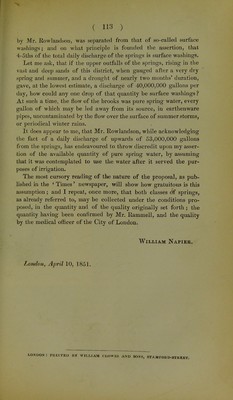 ( 113 )
by Mr. Rowlandson, was separated from that of so-called surface
washings; and on what principle is founded the assertion, that
4-5ths of the total daily discharge of the springs is surface washings.
Let me ask, that if the upper outfalls of the springs, rising in the
vast and deep sands of this district, when gauged after a very dry
spring and summer, and a drought of nearly two months' duration,
gave, at the lowest estimate, a discharge of 40,000,000 gallons per
day, how could any one drop of that quantity be surface washings?
At such a time, the flow of the brooks was pure spring water, every
gallon of which may be led away from its source, in earthenware
pipes, uncontaminated by the flow over the surface of summer storms,
or periodical winter rains.
It does appear to me, that Mr. Rowlandson, while acknowledging
the fact of a daily discharge of upwards of 53,000,000 gallons
from the springs, has endeavoured to throw discredit upon my asser-
tion of the available quantity of pure spring water, by assuming
that it was contemplated to use the water after it served the pur-
poses of irrigation.
The most cursory reading of the nature of the proposal, as pub-
lished in the 'Times' newspaper, will show how gratuitous is this
assumption; and I repeat, once more, that both classes of springs,
as already referred to, may be collected under the conditions pro-
posed, in the quantity and of the quality originally set forth; the
quantity having been confirmed by Mr. Rammell, and the quality
by the medical officer of the City of London.
William Napier.
London, April 10, 1851.
LONDON: PRINTED BY WILLIAM CLOWES AND SONS, STAMFORD-STREET.